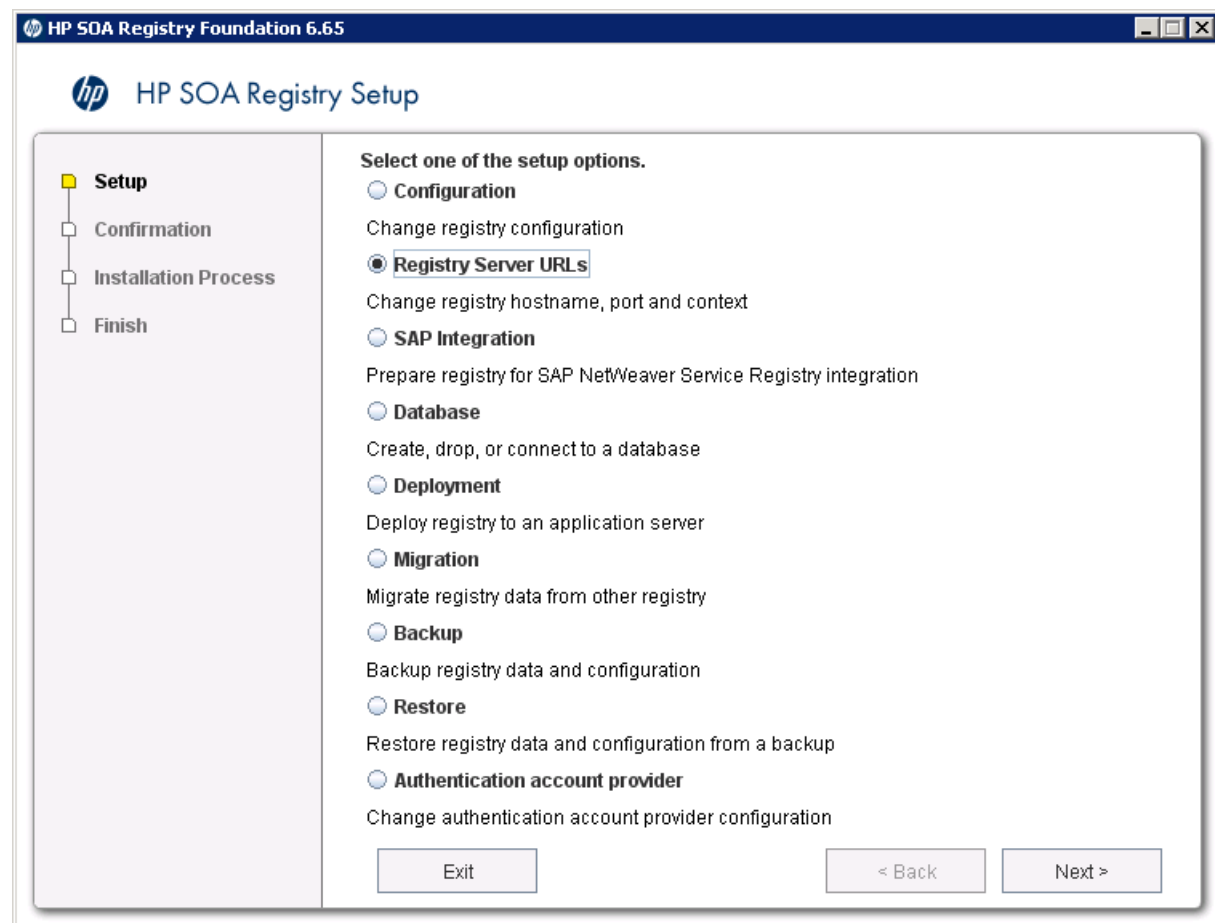 HP SOA Registry Foundation 6.65
hp HP SOA Registry Setup
Setup
Confirmation
Installation Process
Finish
Select one of the setup options.
Configuration
Change registry configuration
Registry Server URLs
Change registry hostname, port and context
SAP Integration
Prepare registry for SAP NetWeaver Service Registry integration
Database
Create, drop, or connect to a database
Deployment
Deploy registry to an application server
Migration
Migrate registry data from other registry
Backup
Backup registry data and configuration
Restore
Restore registry data and configuration from a backup
Authentication account provider
Change authentication account provider configuration
Exit
< Back
Next >